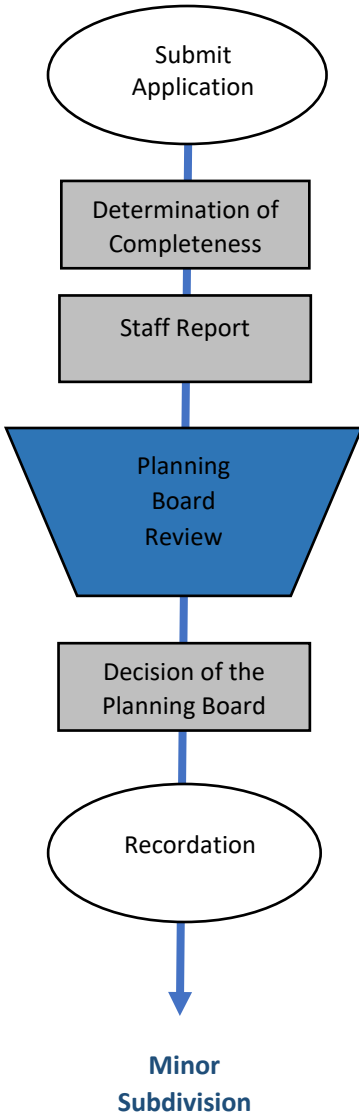 Submit
Application
Determination of
Completeness
Staff Report
Planning
Board
Review
Decision of the
Planning Board
Recordation
Minor
Subdivision